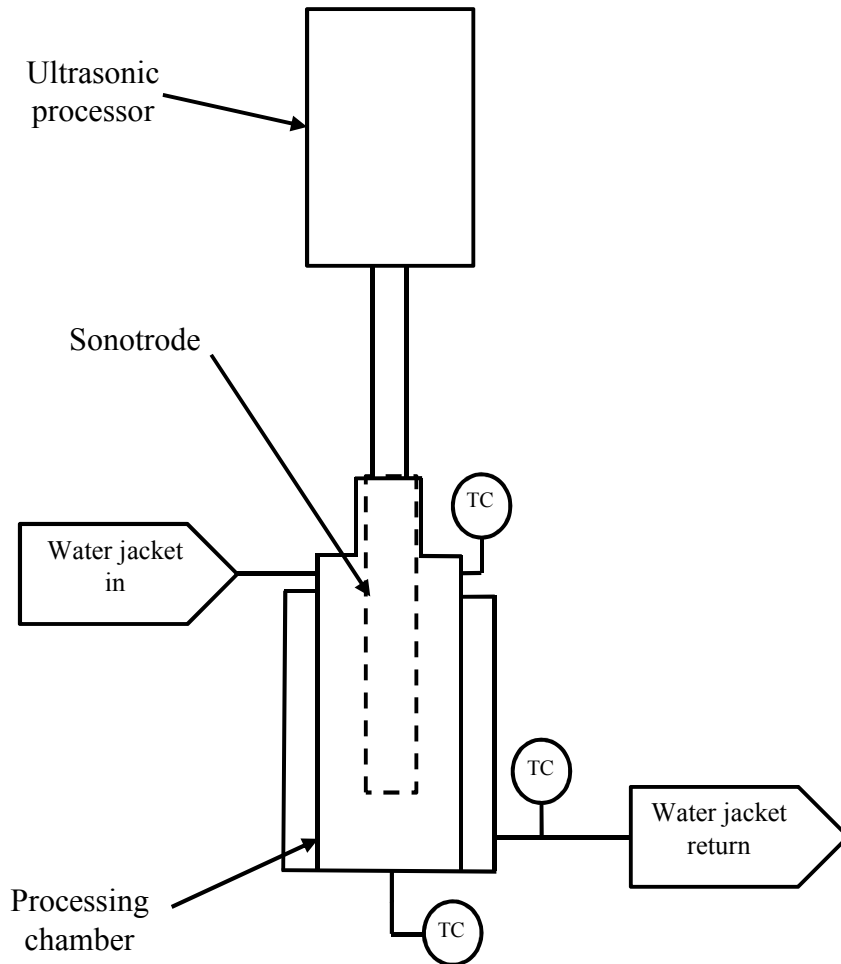 Ultrasonic
processor
Sonotrode
TC
Water jacket
in
TC
Water jacket
return
Processing
chamber
TC